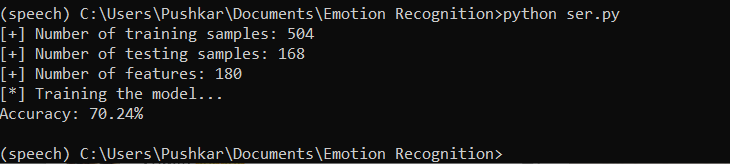 (speech) C:\Users\Pushkar\Documents\Emotion Recognition>python ser.py
[+] Number of training samples: 504
[+] Number of testing samples: 168
[+] Number of features: 180
[*] Training the model...
Accuracy: 70.24%
(speech) C:\Users\Pushkar\Documents\Emotion Recognition>